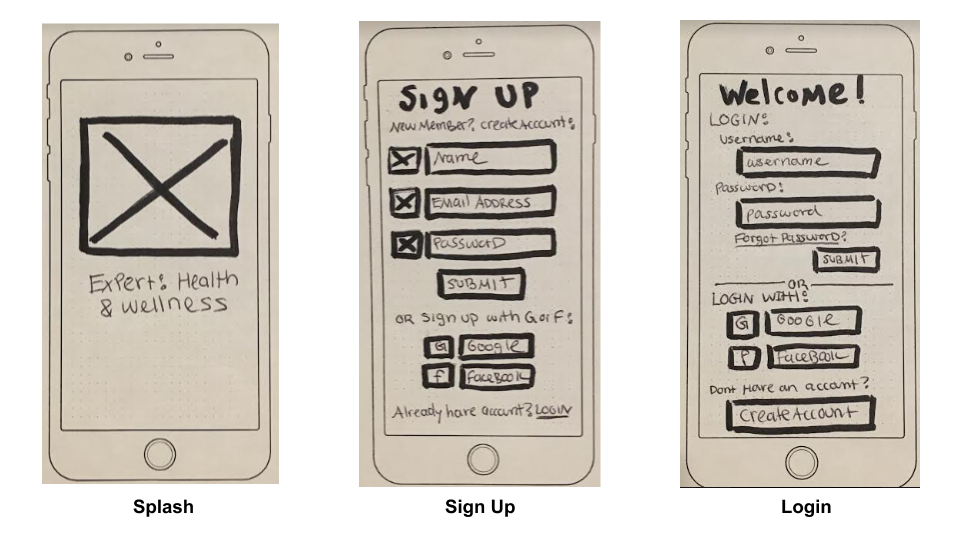 Expert: Health
& wellness
Splash
SIGN UP
New Member? Create Account:
Name
Email Address
Password
SUBMIT
OR Sign up with G or F:
G Google
f FaceBook
Already have account? LOGIN
Sign Up
Welcome!
LOGIN:
Username:
username
Password:
password
Forgot Password?
SUBMIT
OR
LOGIN WITH:
G GOOGLE
FaceBook
Dont Have an account?
Create Account
Login